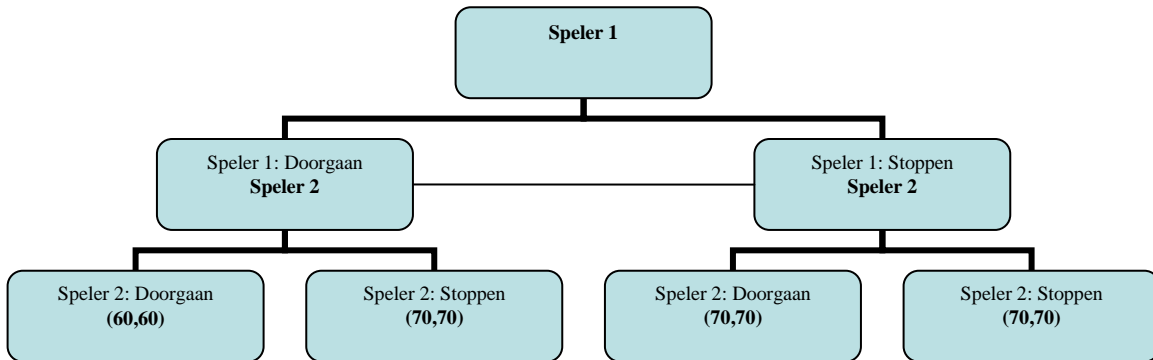 Speler 1
Speler 1: Doorgaan
Speler 2
Speler 1: Stoppen
Speler 2
Speler 2: Doorgaan
(60,60)
Speler 2: Stoppen
(70,70)
Speler 2: Doorgaan
(70,70)
Speler 2: Stoppen
(70,70)